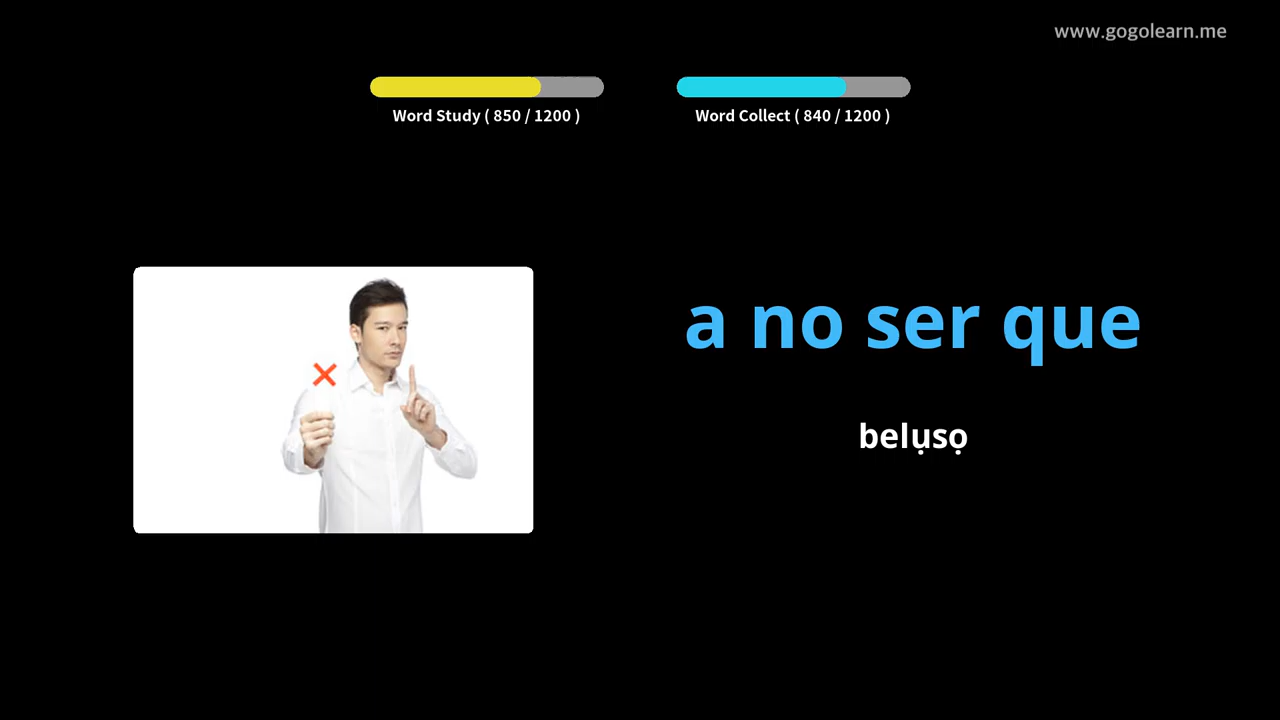 www.gogolearn.me
Word Study ( 850 / 1200 )
Word Collect ( 840 / 1200 )
a no ser que
belụsọ